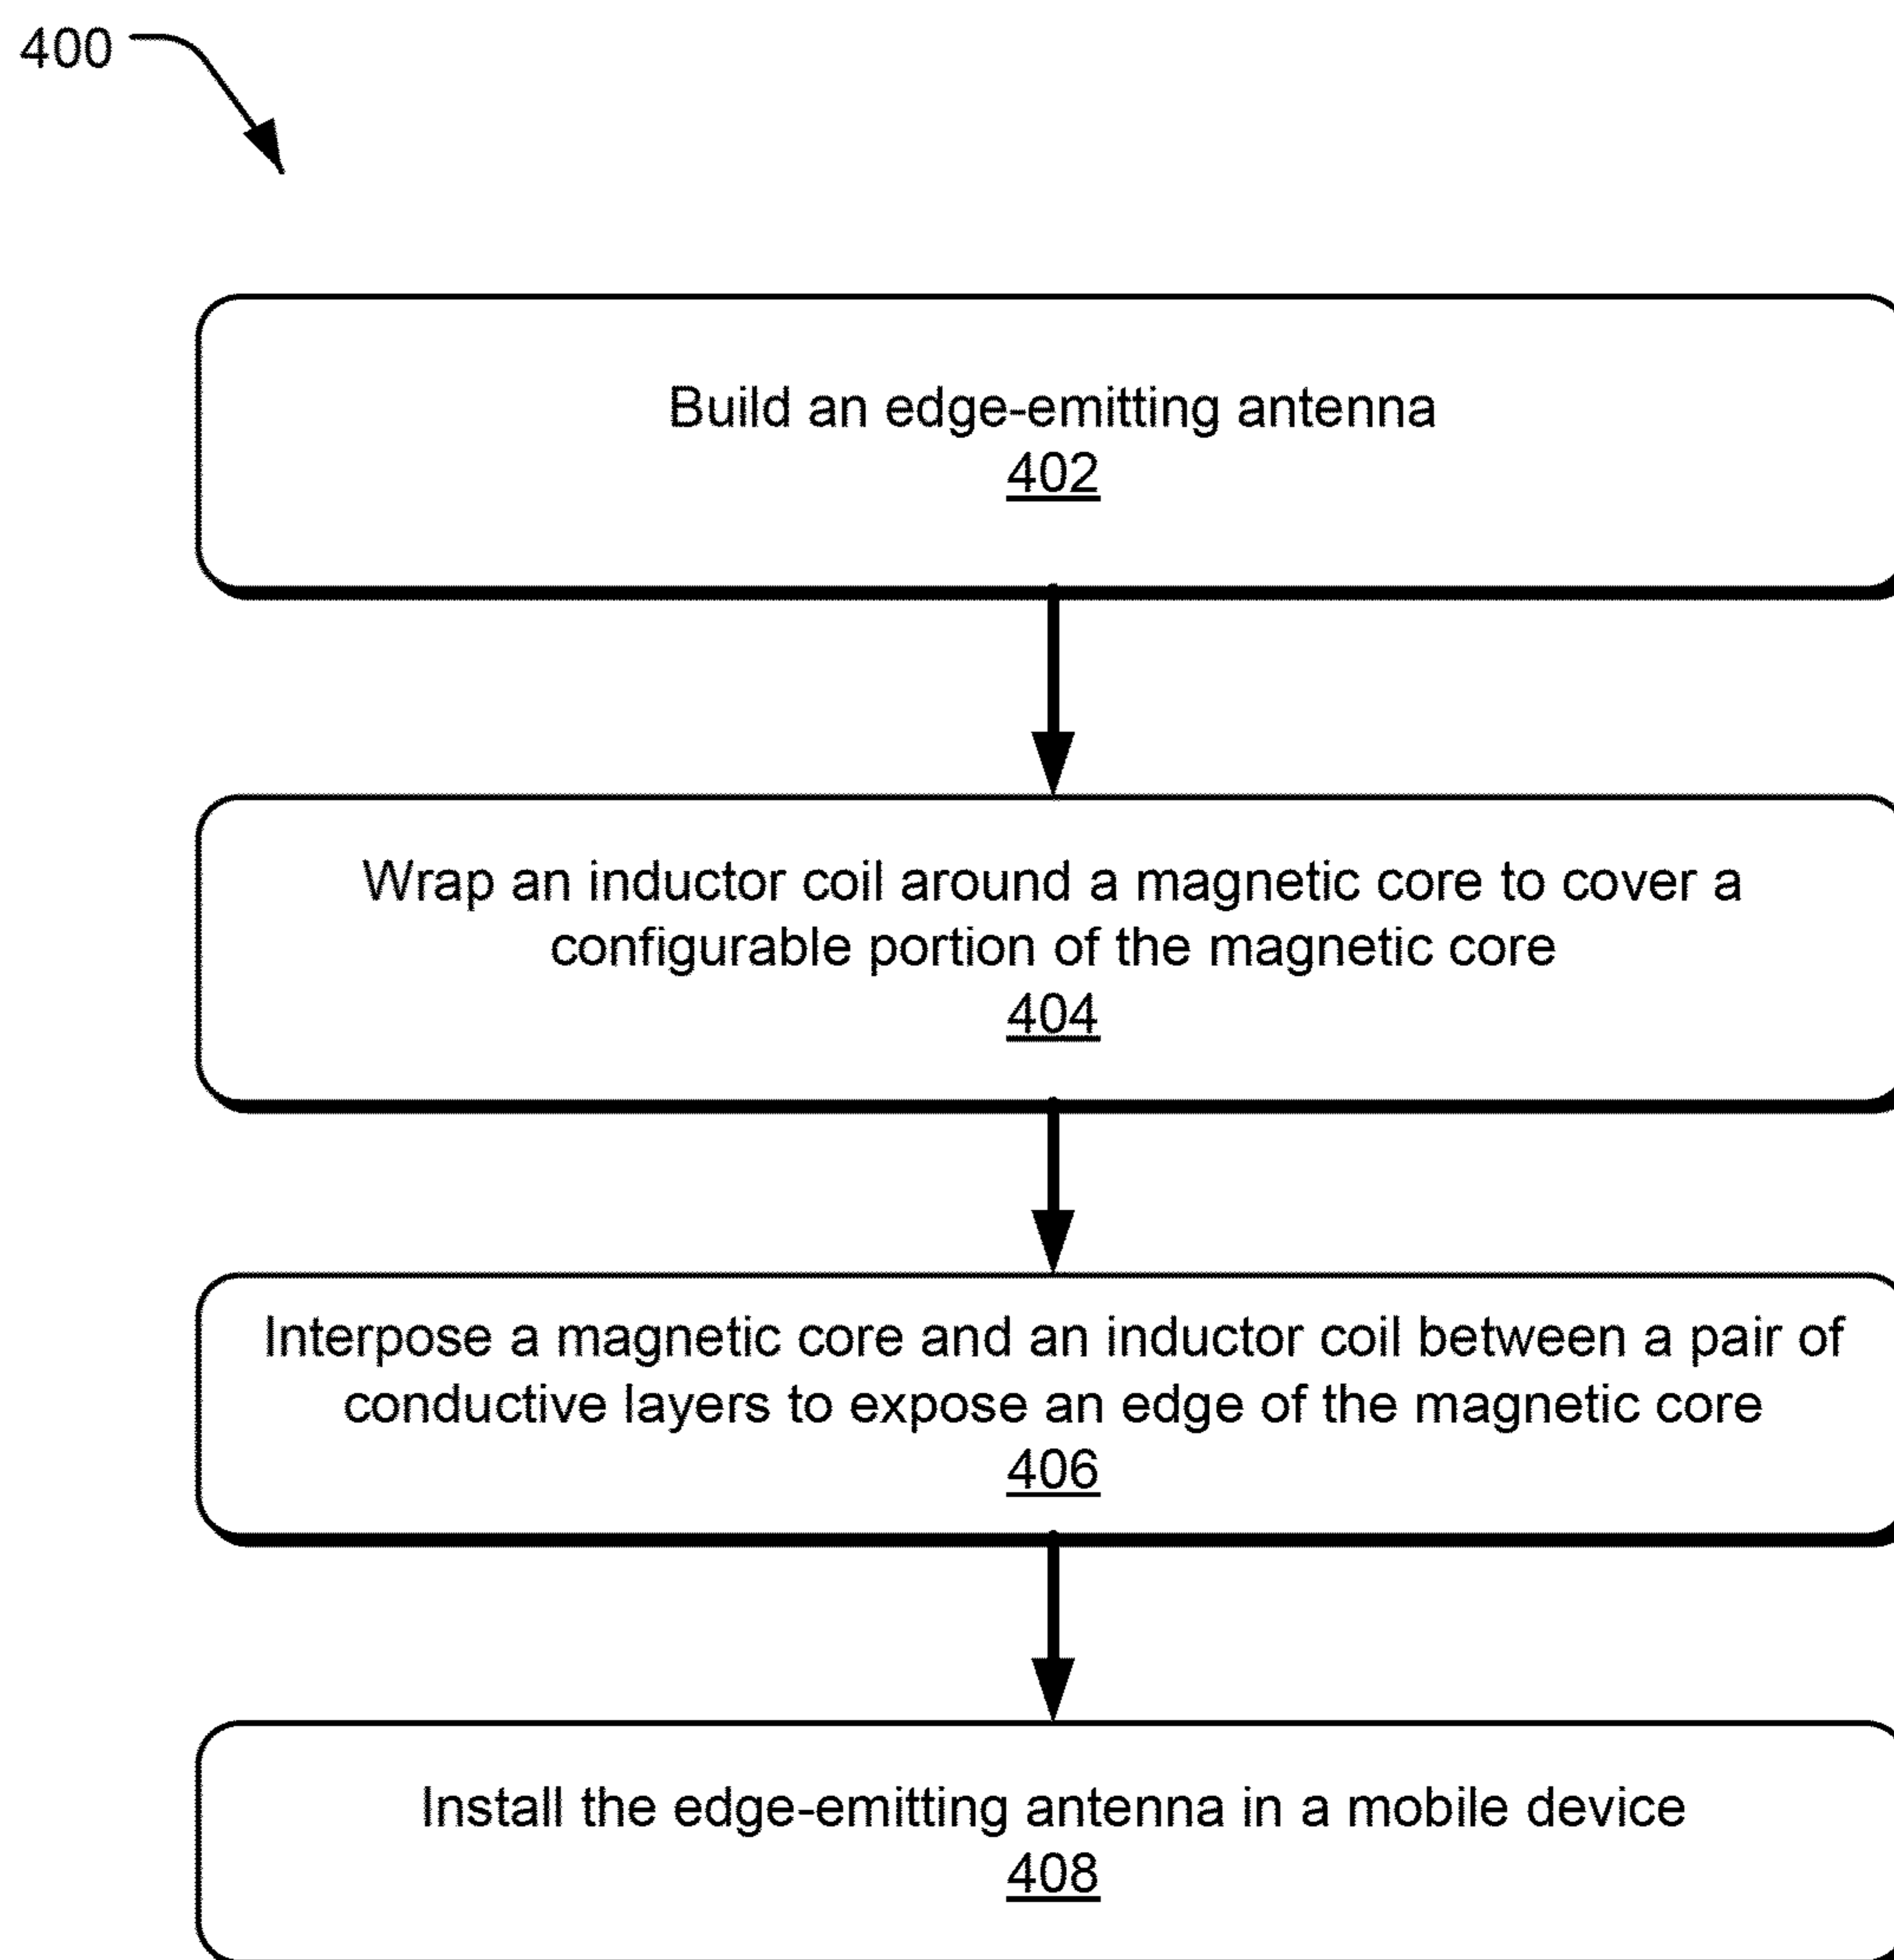 400
Build an edge-emitting antenna
402
Wrap an inductor coil around a magnetic core to cover a
configurable portion of the magnetic core
404
Interpose a magnetic core and an inductor coil between a pair of
conductive layers to expose an edge of the magnetic core
406
Install the edge-emitting antenna in a mobile device
408